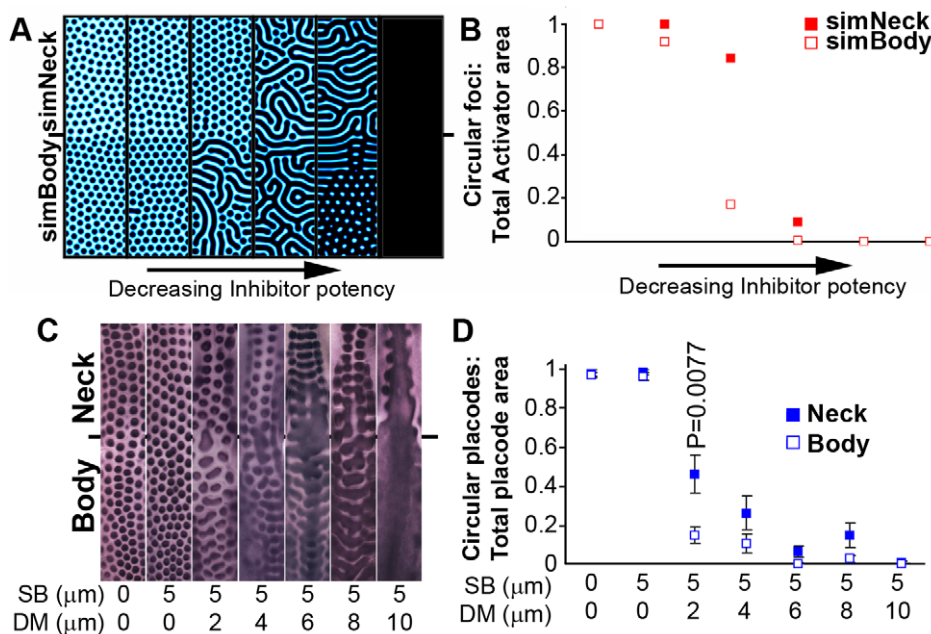 A
simNeck
simBody
Decreasing Inhibitor potency
B
Circular foci:
Total Activator area
1
0.8
0.6
0.4
0.2
0
simNeck
simBody
Decreasing Inhibitor potency
C
Neck
Body
SB (μm) 0 5 5 5 5 5 5
DM (μm) 0 0 2 4 6 8 10
D
Circular placodes:
Total placode area
1
0.8
0.6
0.4
0.2
0
P=0.0077
Neck
Body
SB (μm) 0 5 5 5 5 5 5
DM (μm) 0 0 2 4 6 8 10